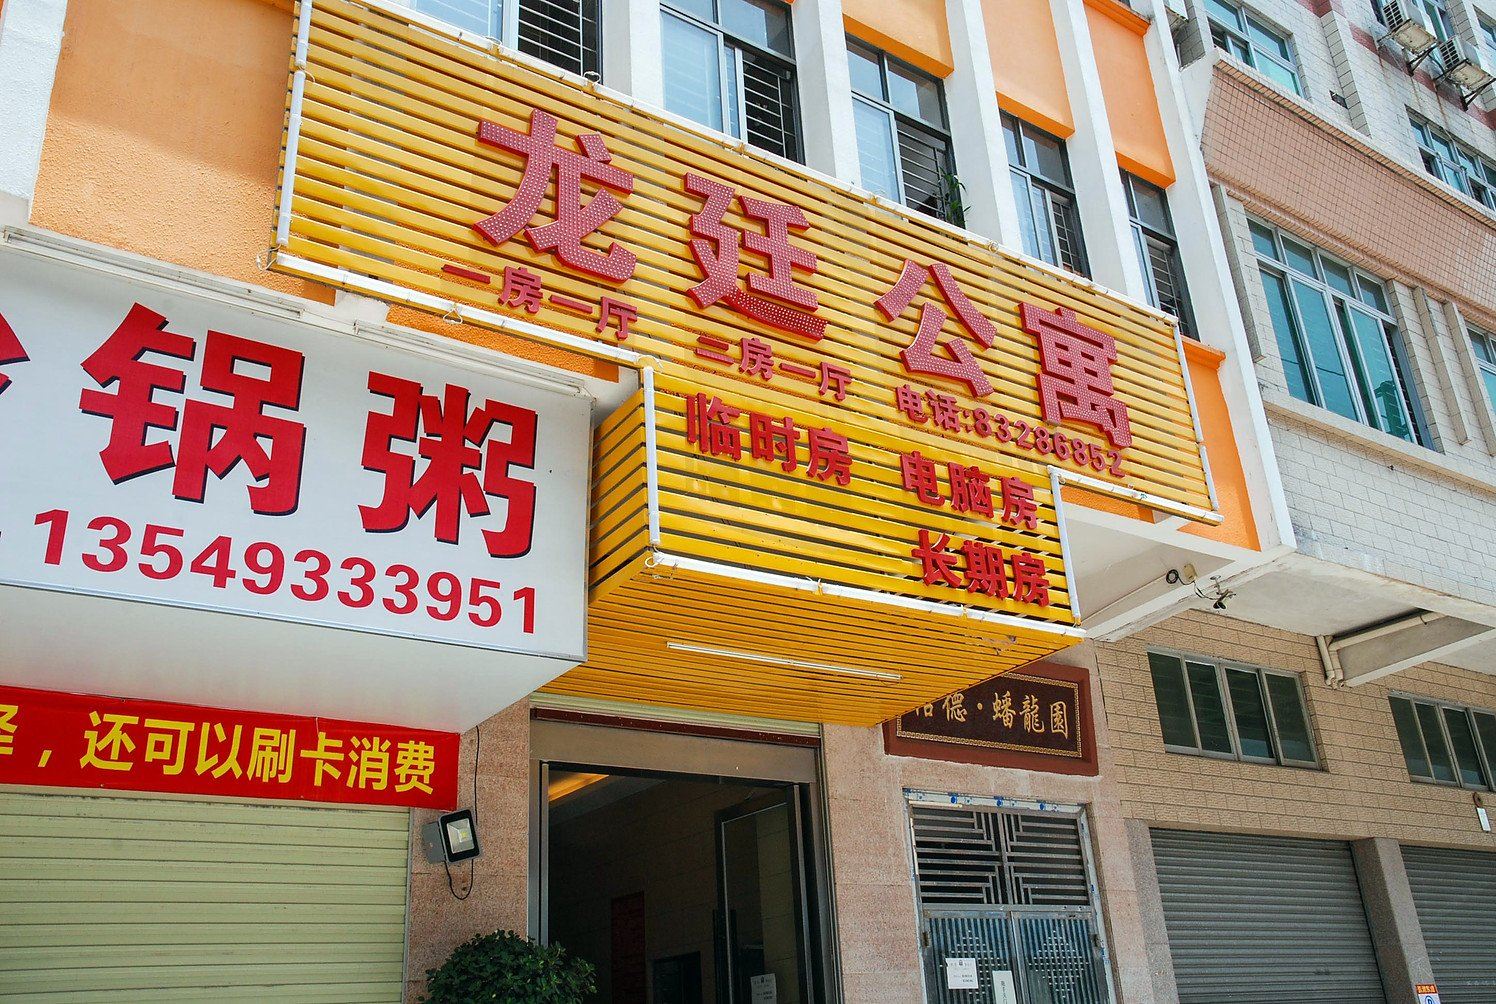 龙廷公寓
一房一厅 二房一厅 电话:83286852
临时房 电脑房
长期房
锅粥
13549333951
，还可以刷卡消费
德·蟠龍園